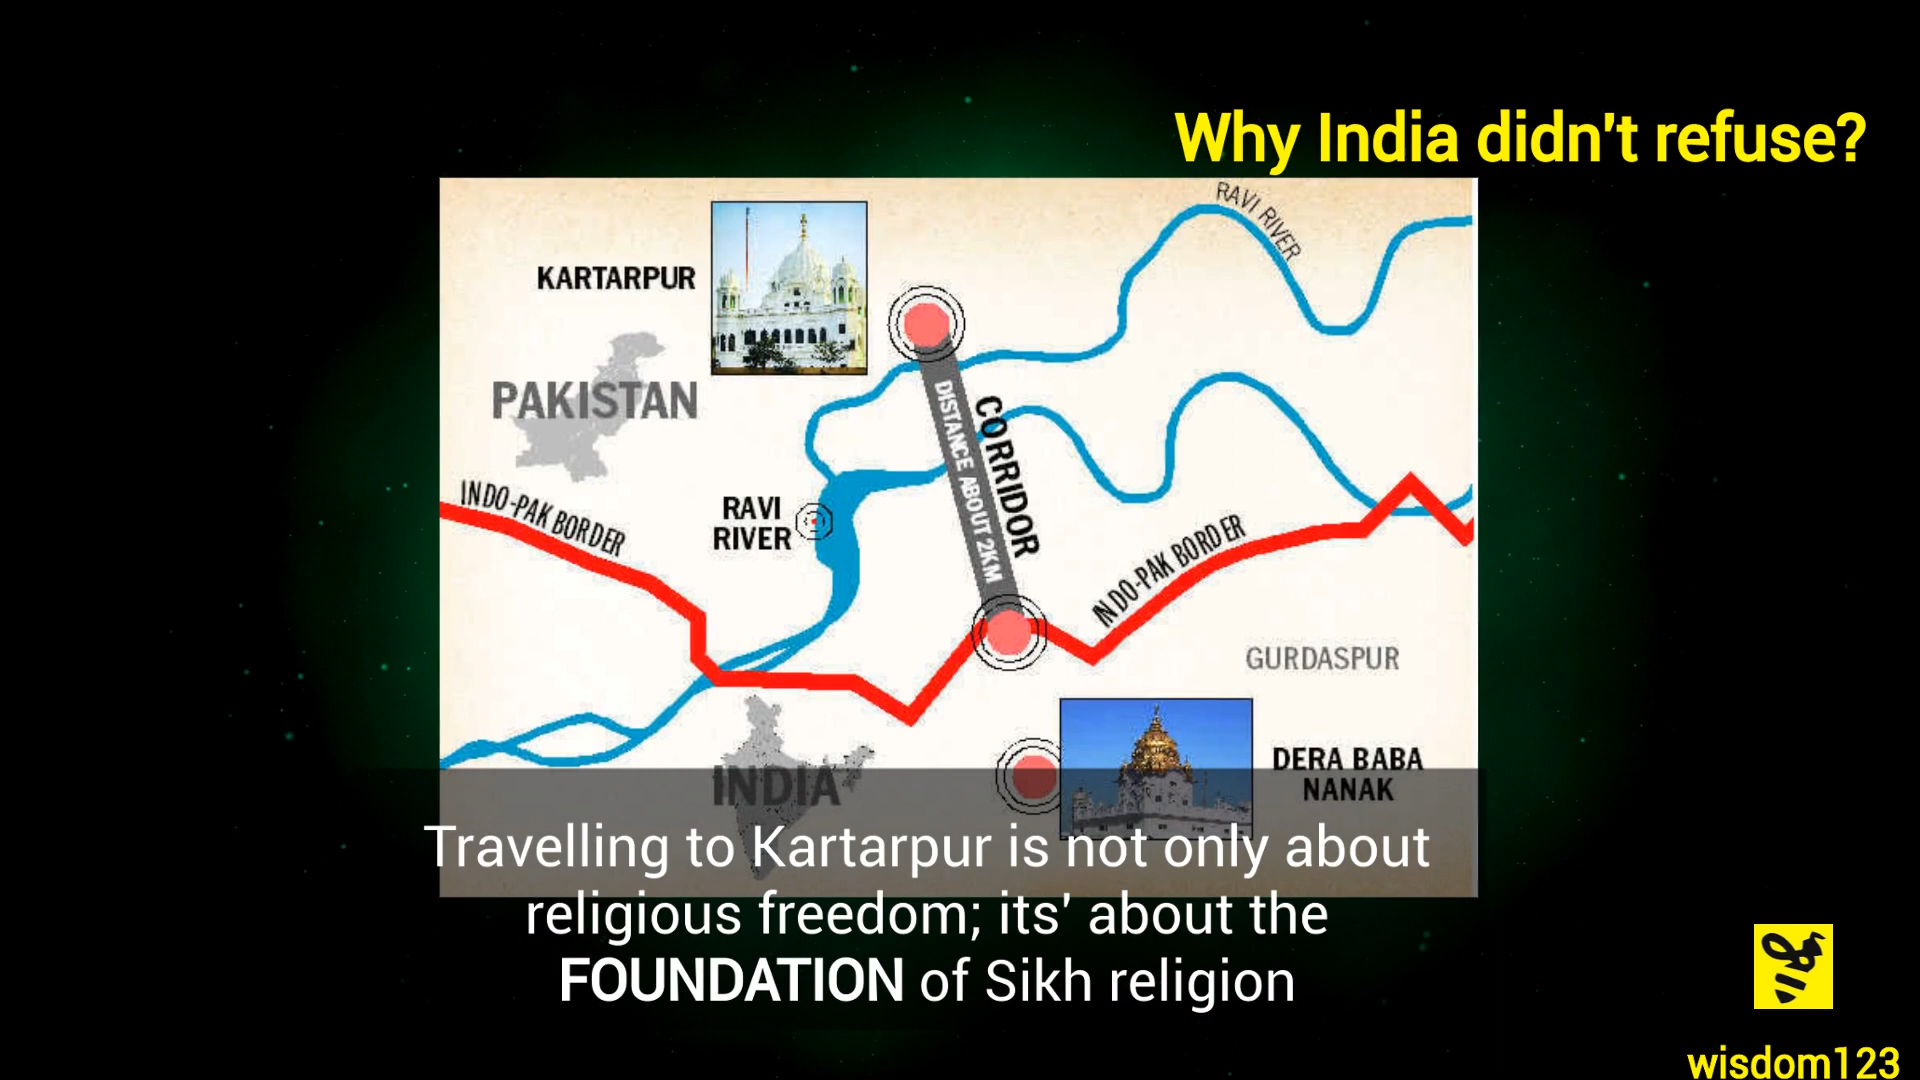 Why India didn't refuse?
RAVI RIVER
KARTARPUR
PAKISTAN
CORRIDOR
DISTANCE ABOUT 2KM
INDO-PAK BORDER
RAVI
RIVER
INDO-PAK BORDER
GURDASPUR
DERA BABA
NANAK
INDIA
Travelling to Kartarpur is not only about
religious freedom; its' about the
FOUNDATION of Sikh religion
wisdom123